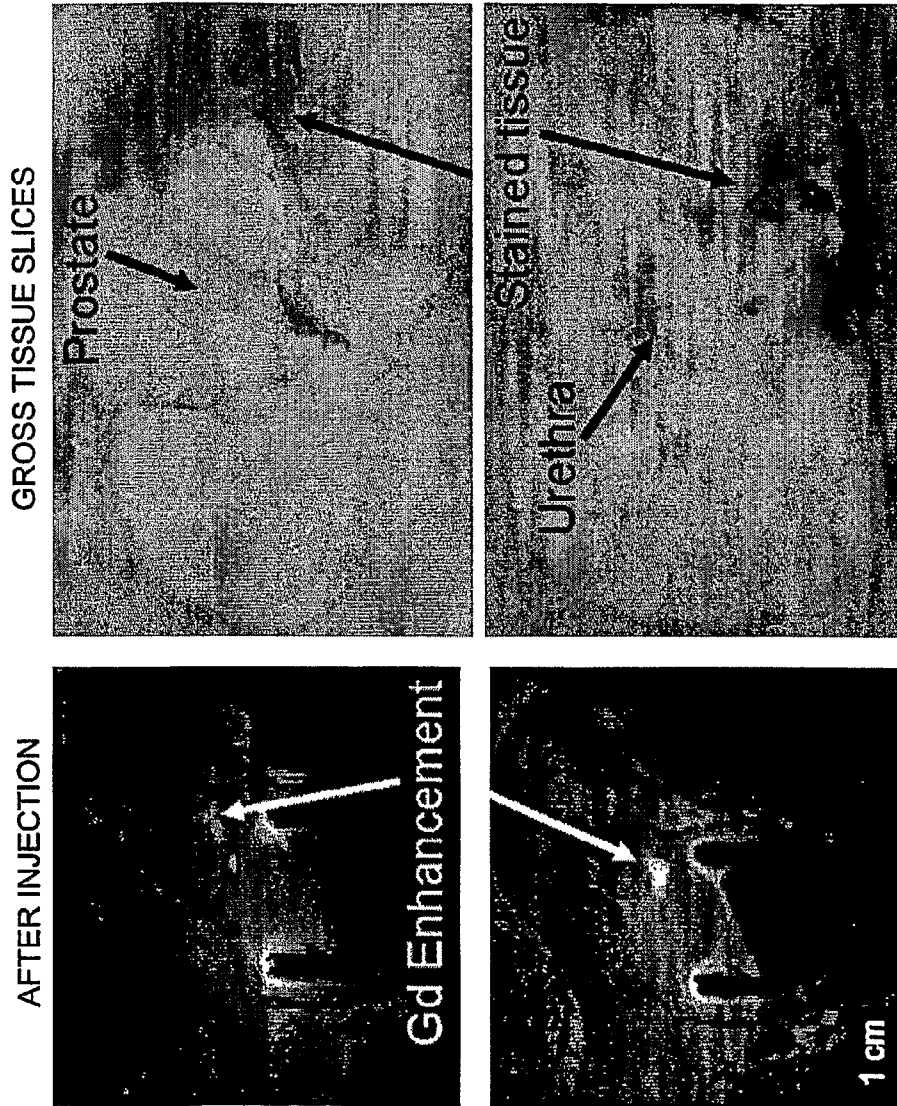 AFTER INJECTION
GROSS TISSUE SLICES
Gd Enhancement
Prostate
1 cm
Urethra
Stained tissue